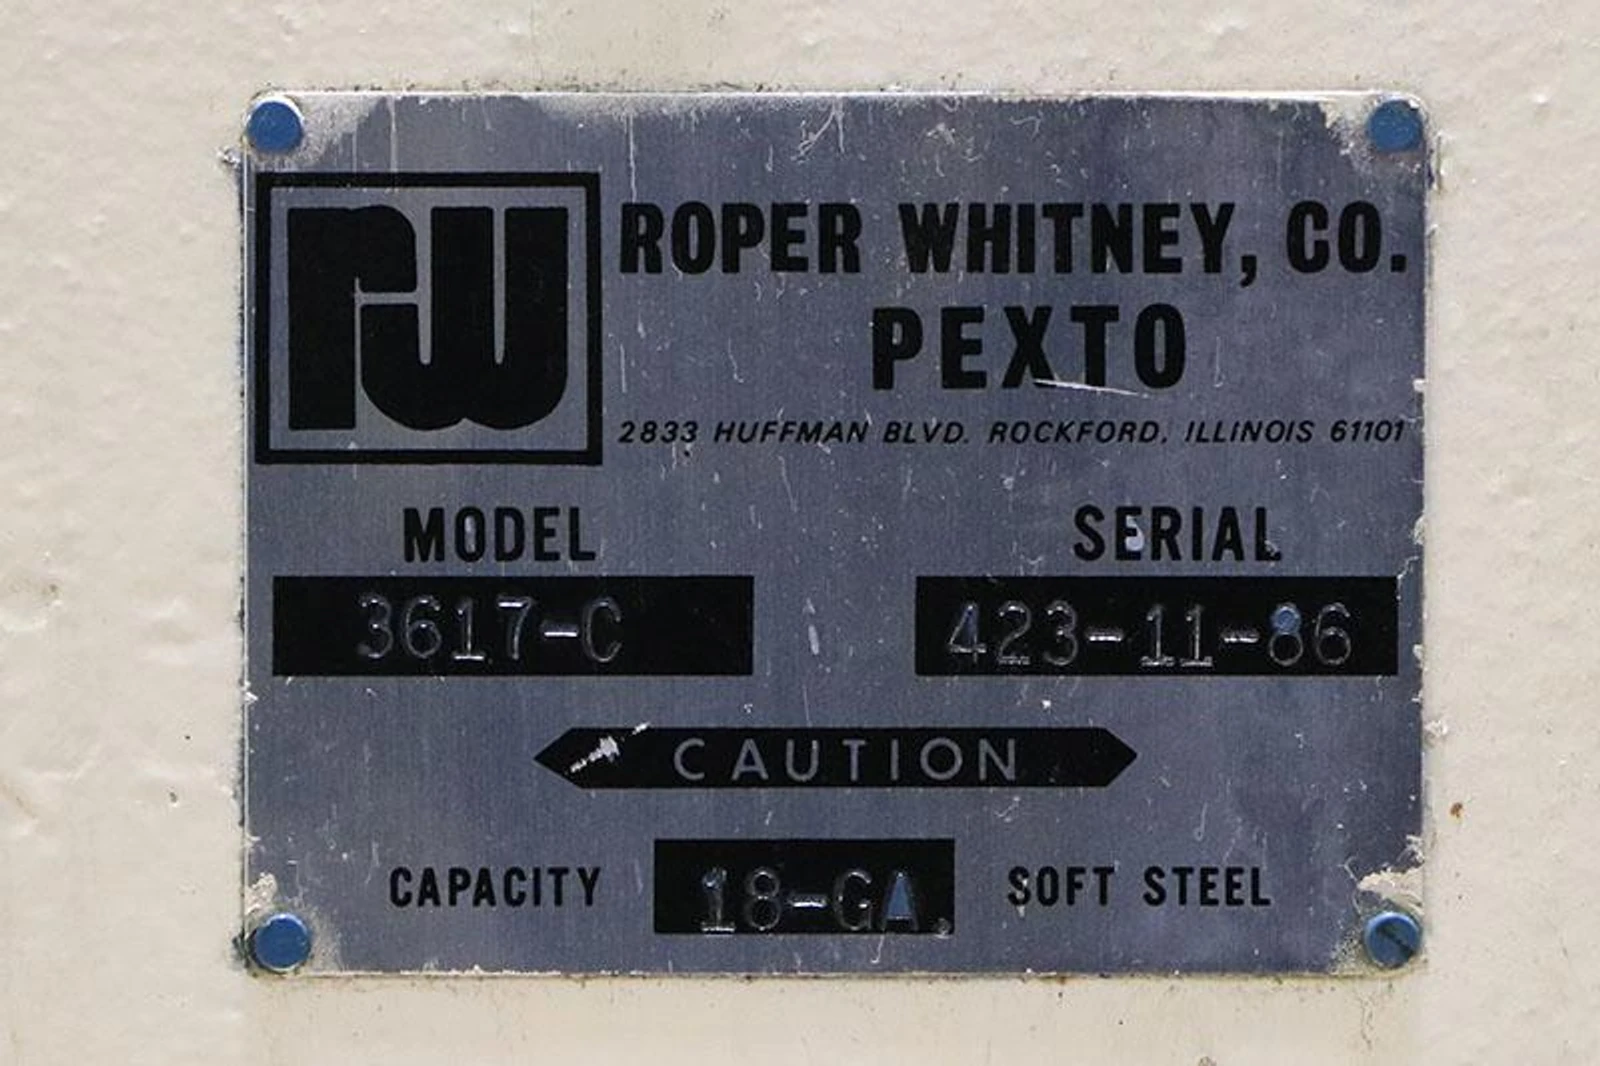 rw
ROPER WHITNEY, CO.
PEXTO
2833 HUFFMAN BLVD. ROCKFORD, ILLINOIS 61101
MODEL SERIAL
3617-C 423-11-86
CAUTION
CAPACITY 18-GA. SOFT STEEL